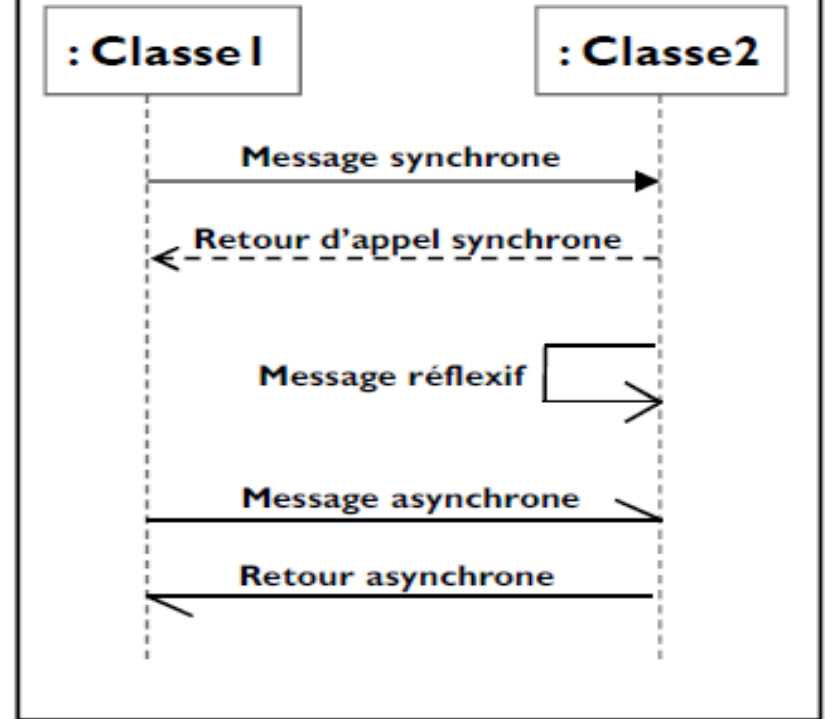 : Classe1
: Classe2
Message synchrone
Retour d'appel synchrone
Message réflexif
Message asynchrone
Retour asynchrone